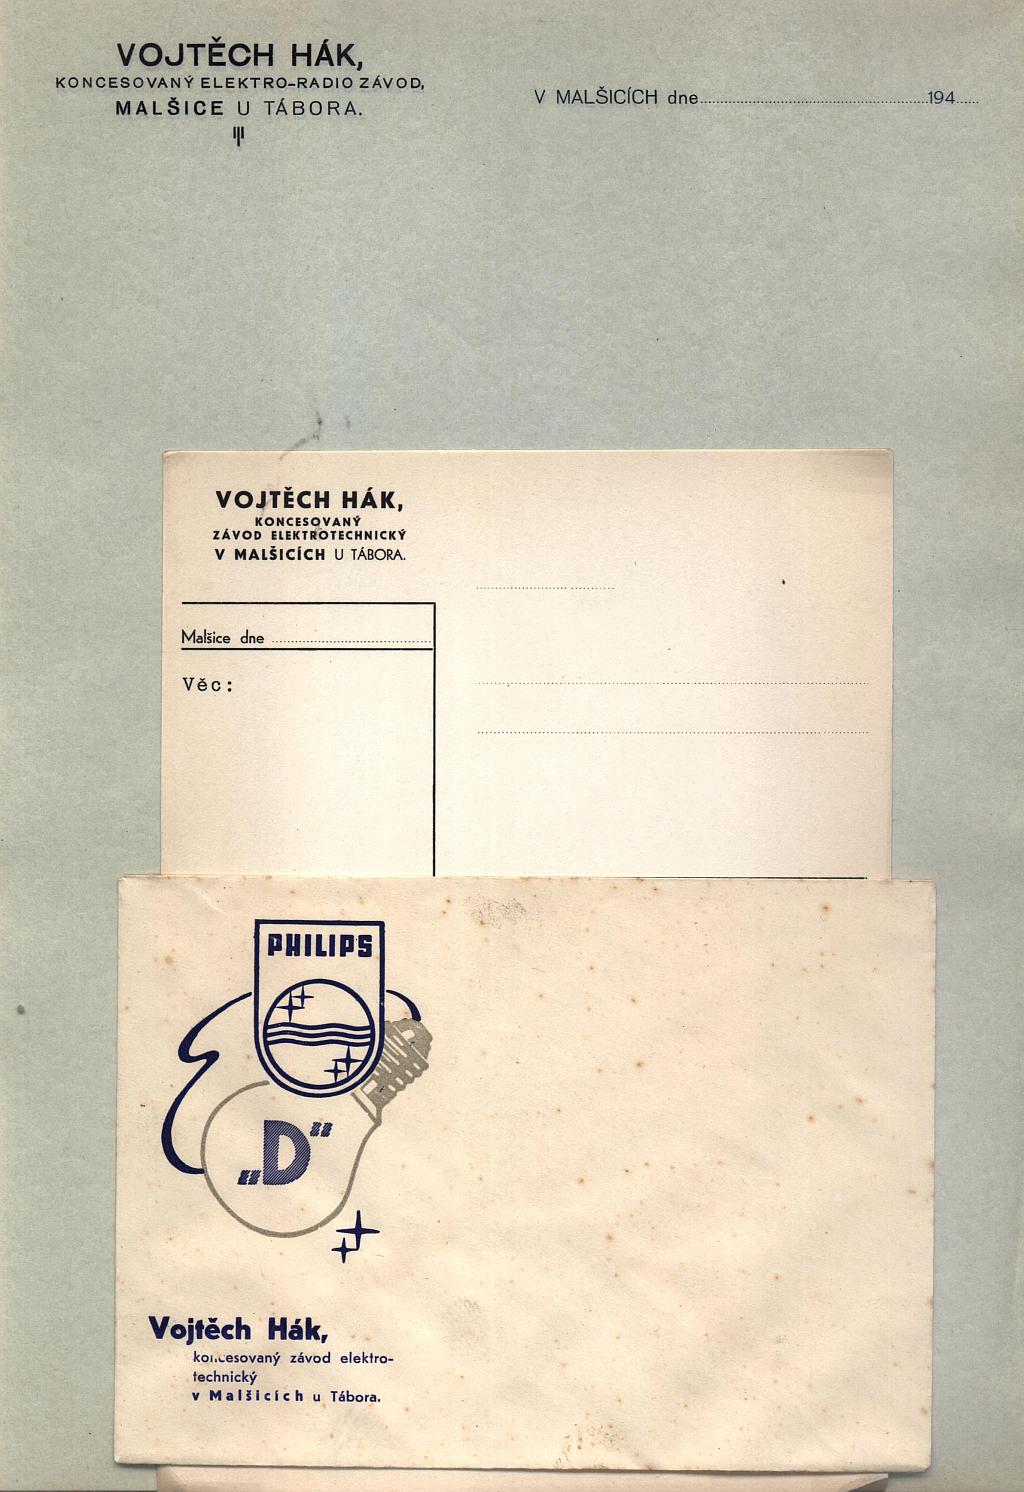 VOJTĚCH HÁK,
KONCESOVANÝ ELEKTRO-RADIO ZÁVOD,
MALŠICE U TÁBORA.
V MALŠICÍCH dne 194
VOJTĚCH HÁK,
KONCESOVANÝ
ZÁVOD ELEKTROTECHNICKÝ
V MALŠICÍCH U TÁBORA.
Malšice dne
Věc:
PHILIPS
„D“
Vojtěch Hák,
koncesovaný závod elektro-
technický
v Malšicích u Tábora.